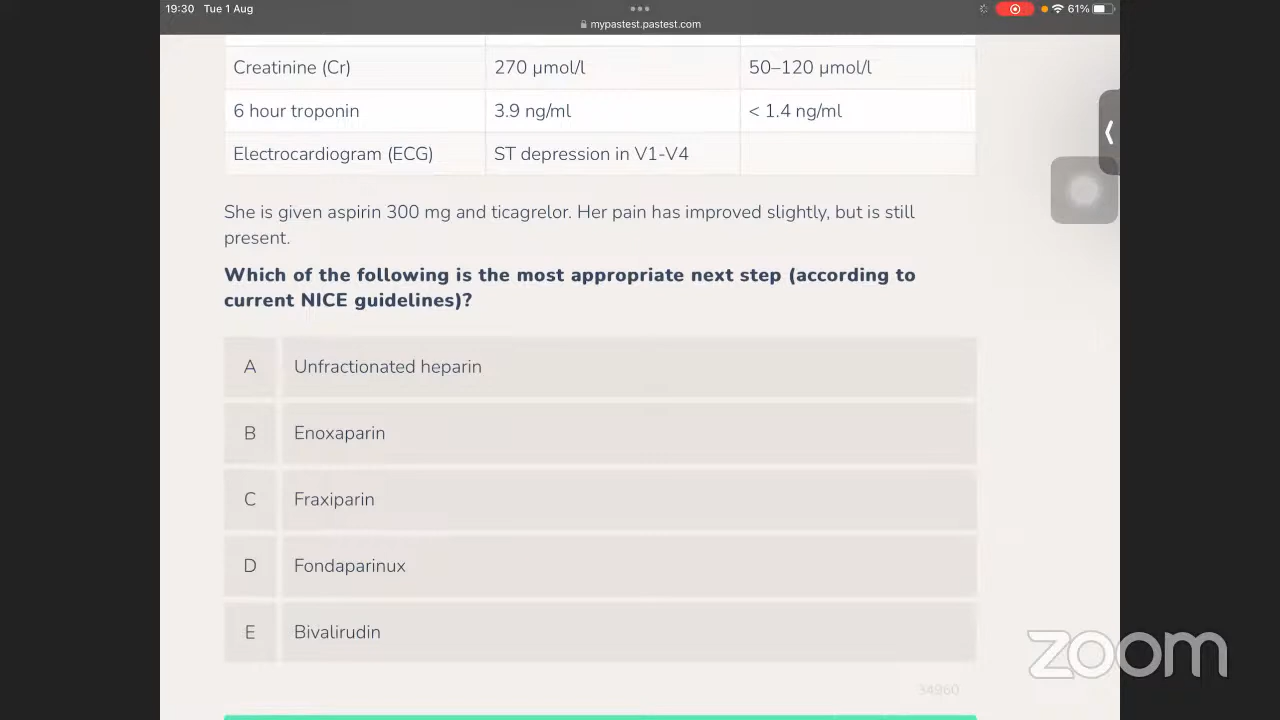 19:30 Tue 1 Aug
61%
mypastest.pastest.com
Creatinine (Cr) 270 µmol/l 50–120 µmol/l
6 hour troponin 3.9 ng/ml < 1.4 ng/ml
Electrocardiogram (ECG) ST depression in V1-V4
She is given aspirin 300 mg and ticagrelor. Her pain has improved slightly, but is still
present.
Which of the following is the most appropriate next step (according to
current NICE guidelines)?
A Unfractionated heparin
B Enoxaparin
C Fraxiparin
D Fondaparinux
E Bivalirudin
zoom
34960